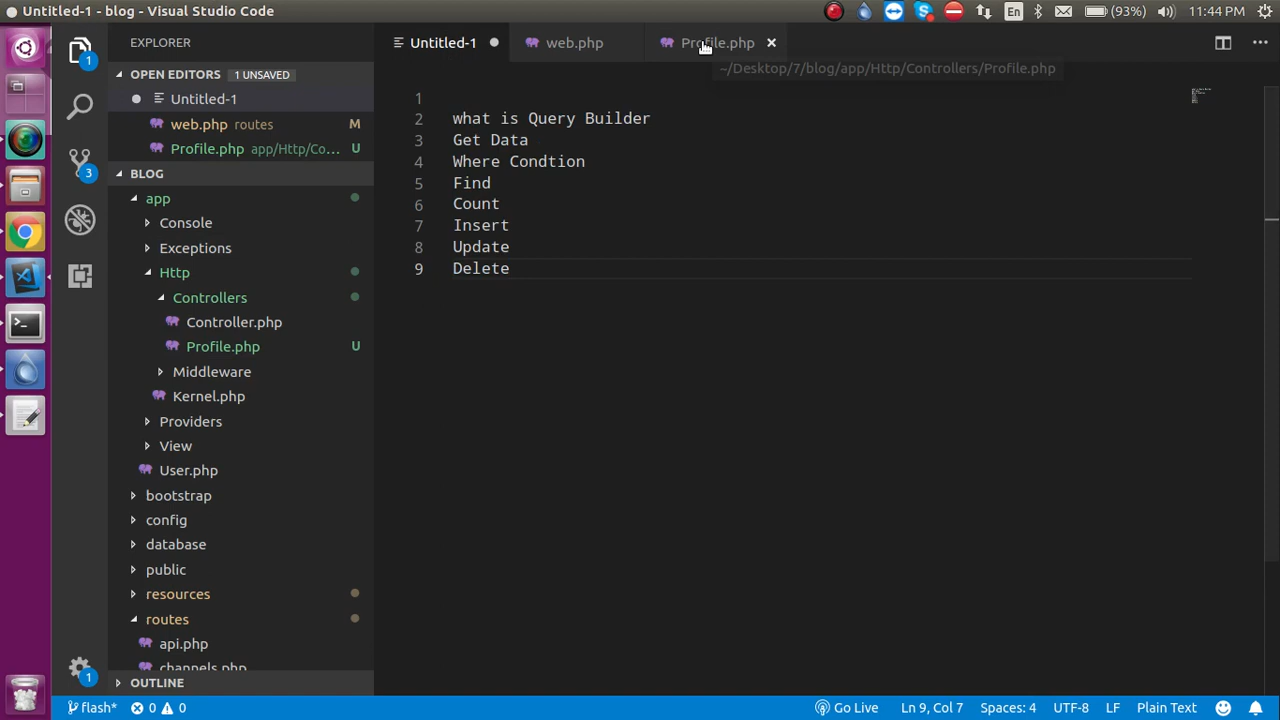 Untitled-1 - blog - Visual Studio Code
En
(93%)
11:44 PM
EXPLORER
OPEN EDITORS 1 UNSAVED
Untitled-1
web.php routes M
Profile.php app/Http/Co... U
BLOG
app
Console
Exceptions
Http
Controllers
Controller.php
Profile.php U
Middleware
Kernel.php
Providers
View
User.php
bootstrap
config
database
public
resources
routes
api.php
channels.php
OUTLINE
1
3
1
Untitled-1
web.php
Profile.php
~/Desktop/7/blog/app/Http/Controllers/Profile.php
1
2 what is Query Builder
3 Get Data
4 Where Condtion
5 Find
6 Count
7 Insert
8 Update
9 Delete
flash*
0 0
Go Live
Ln 9, Col 7
Spaces: 4
UTF-8
LF
Plain Text